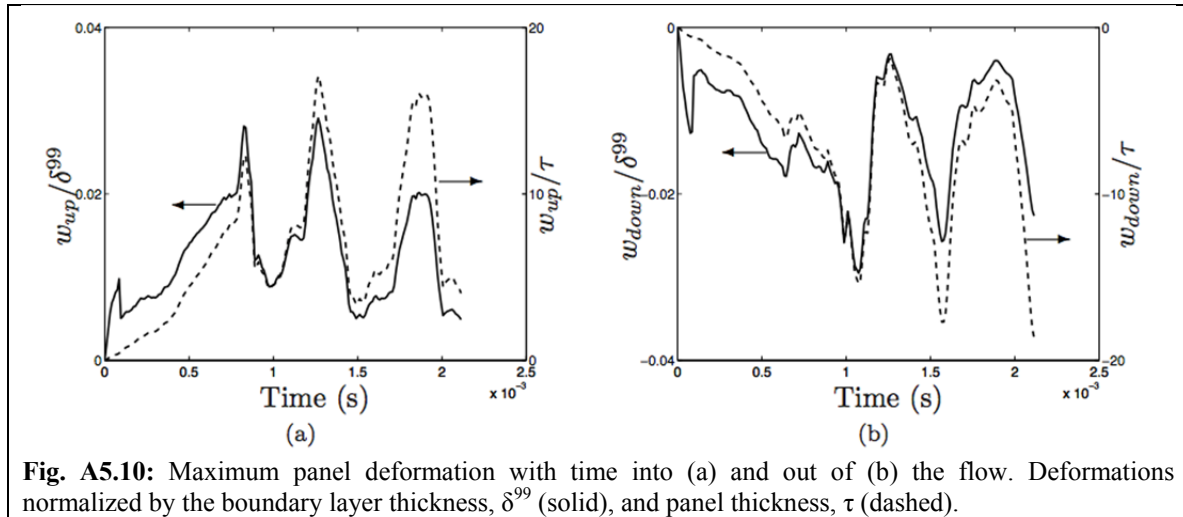 0.04
20
w_up/δ^99
0.02
10
w_up/τ
0
0
0
0.5
1
1.5
2
2.5
Time (s)
x 10^-3
(a)
0
0
w_down/δ^99
−0.02
−10
w_down/τ
−0.04
−20
0
0.5
1
1.5
2
2.5
Time (s)
x 10^-3
(b)
Fig. A5.10: Maximum panel deformation with time into (a) and out of (b) the flow. Deformations
normalized by the boundary layer thickness, δ^99 (solid), and panel thickness, τ (dashed).